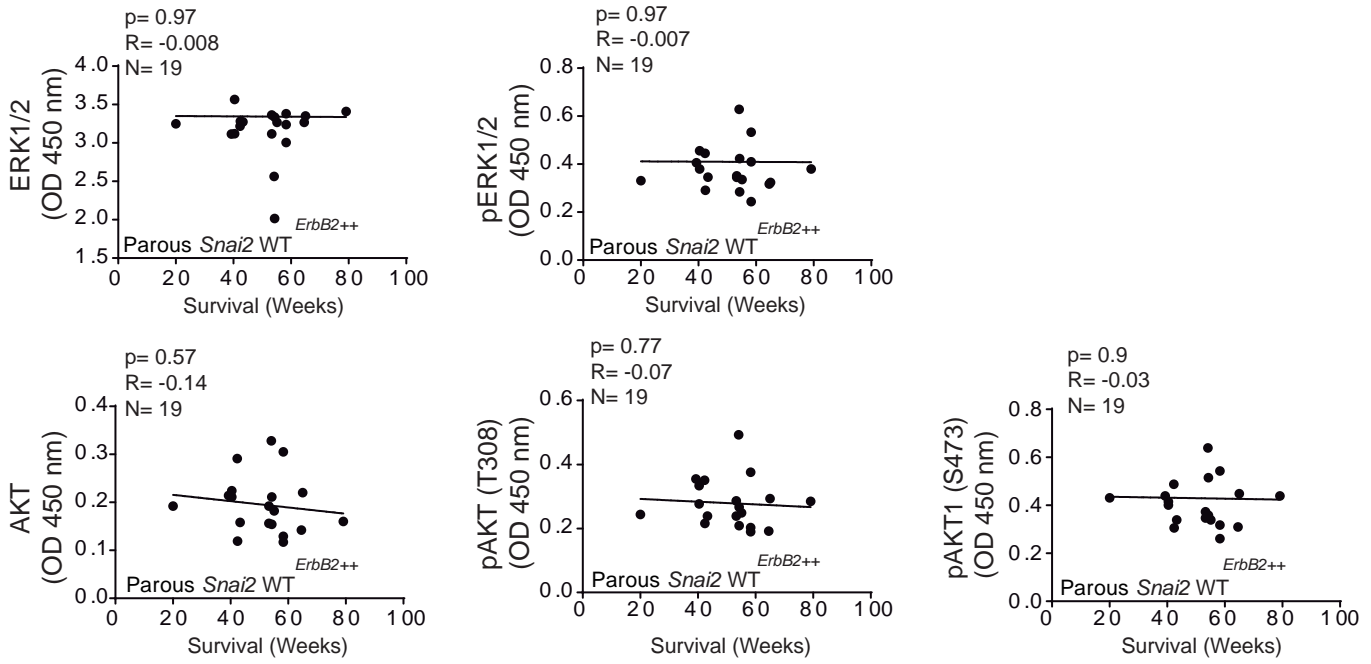 p= 0.97
R= -0.008
N= 19
ERK1/2
(OD 450 nm)
4.0
3.5
3.0
2.5
2.0
1.5
ErbB2++
Parous Snai2 WT
0 20 40 60 80 100
Survival (Weeks)
p= 0.97
R= -0.007
N= 19
pERK1/2
(OD 450 nm)
0.8
0.6
0.4
0.2
0.0
ErbB2++
Parous Snai2 WT
0 20 40 60 80 100
Survival (Weeks)
p= 0.57
R= -0.14
N= 19
AKT
(OD 450 nm)
0.4
0.3
0.2
0.1
0.0
ErbB2++
Parous Snai2 WT
0 20 40 60 80 100
Survival (Weeks)
p= 0.77
R= -0.07
N= 19
pAKT (T308)
(OD 450 nm)
0.6
0.4
0.2
0.0
ErbB2++
Parous Snai2 WT
0 20 40 60 80 100
Survival (Weeks)
p= 0.9
R= -0.03
N= 19
pAKT1 (S473)
(OD 450 nm)
0.8
0.6
0.4
0.2
0.0
ErbB2++
Parous Snai2 WT
0 20 40 60 80 100
Survival (Weeks)